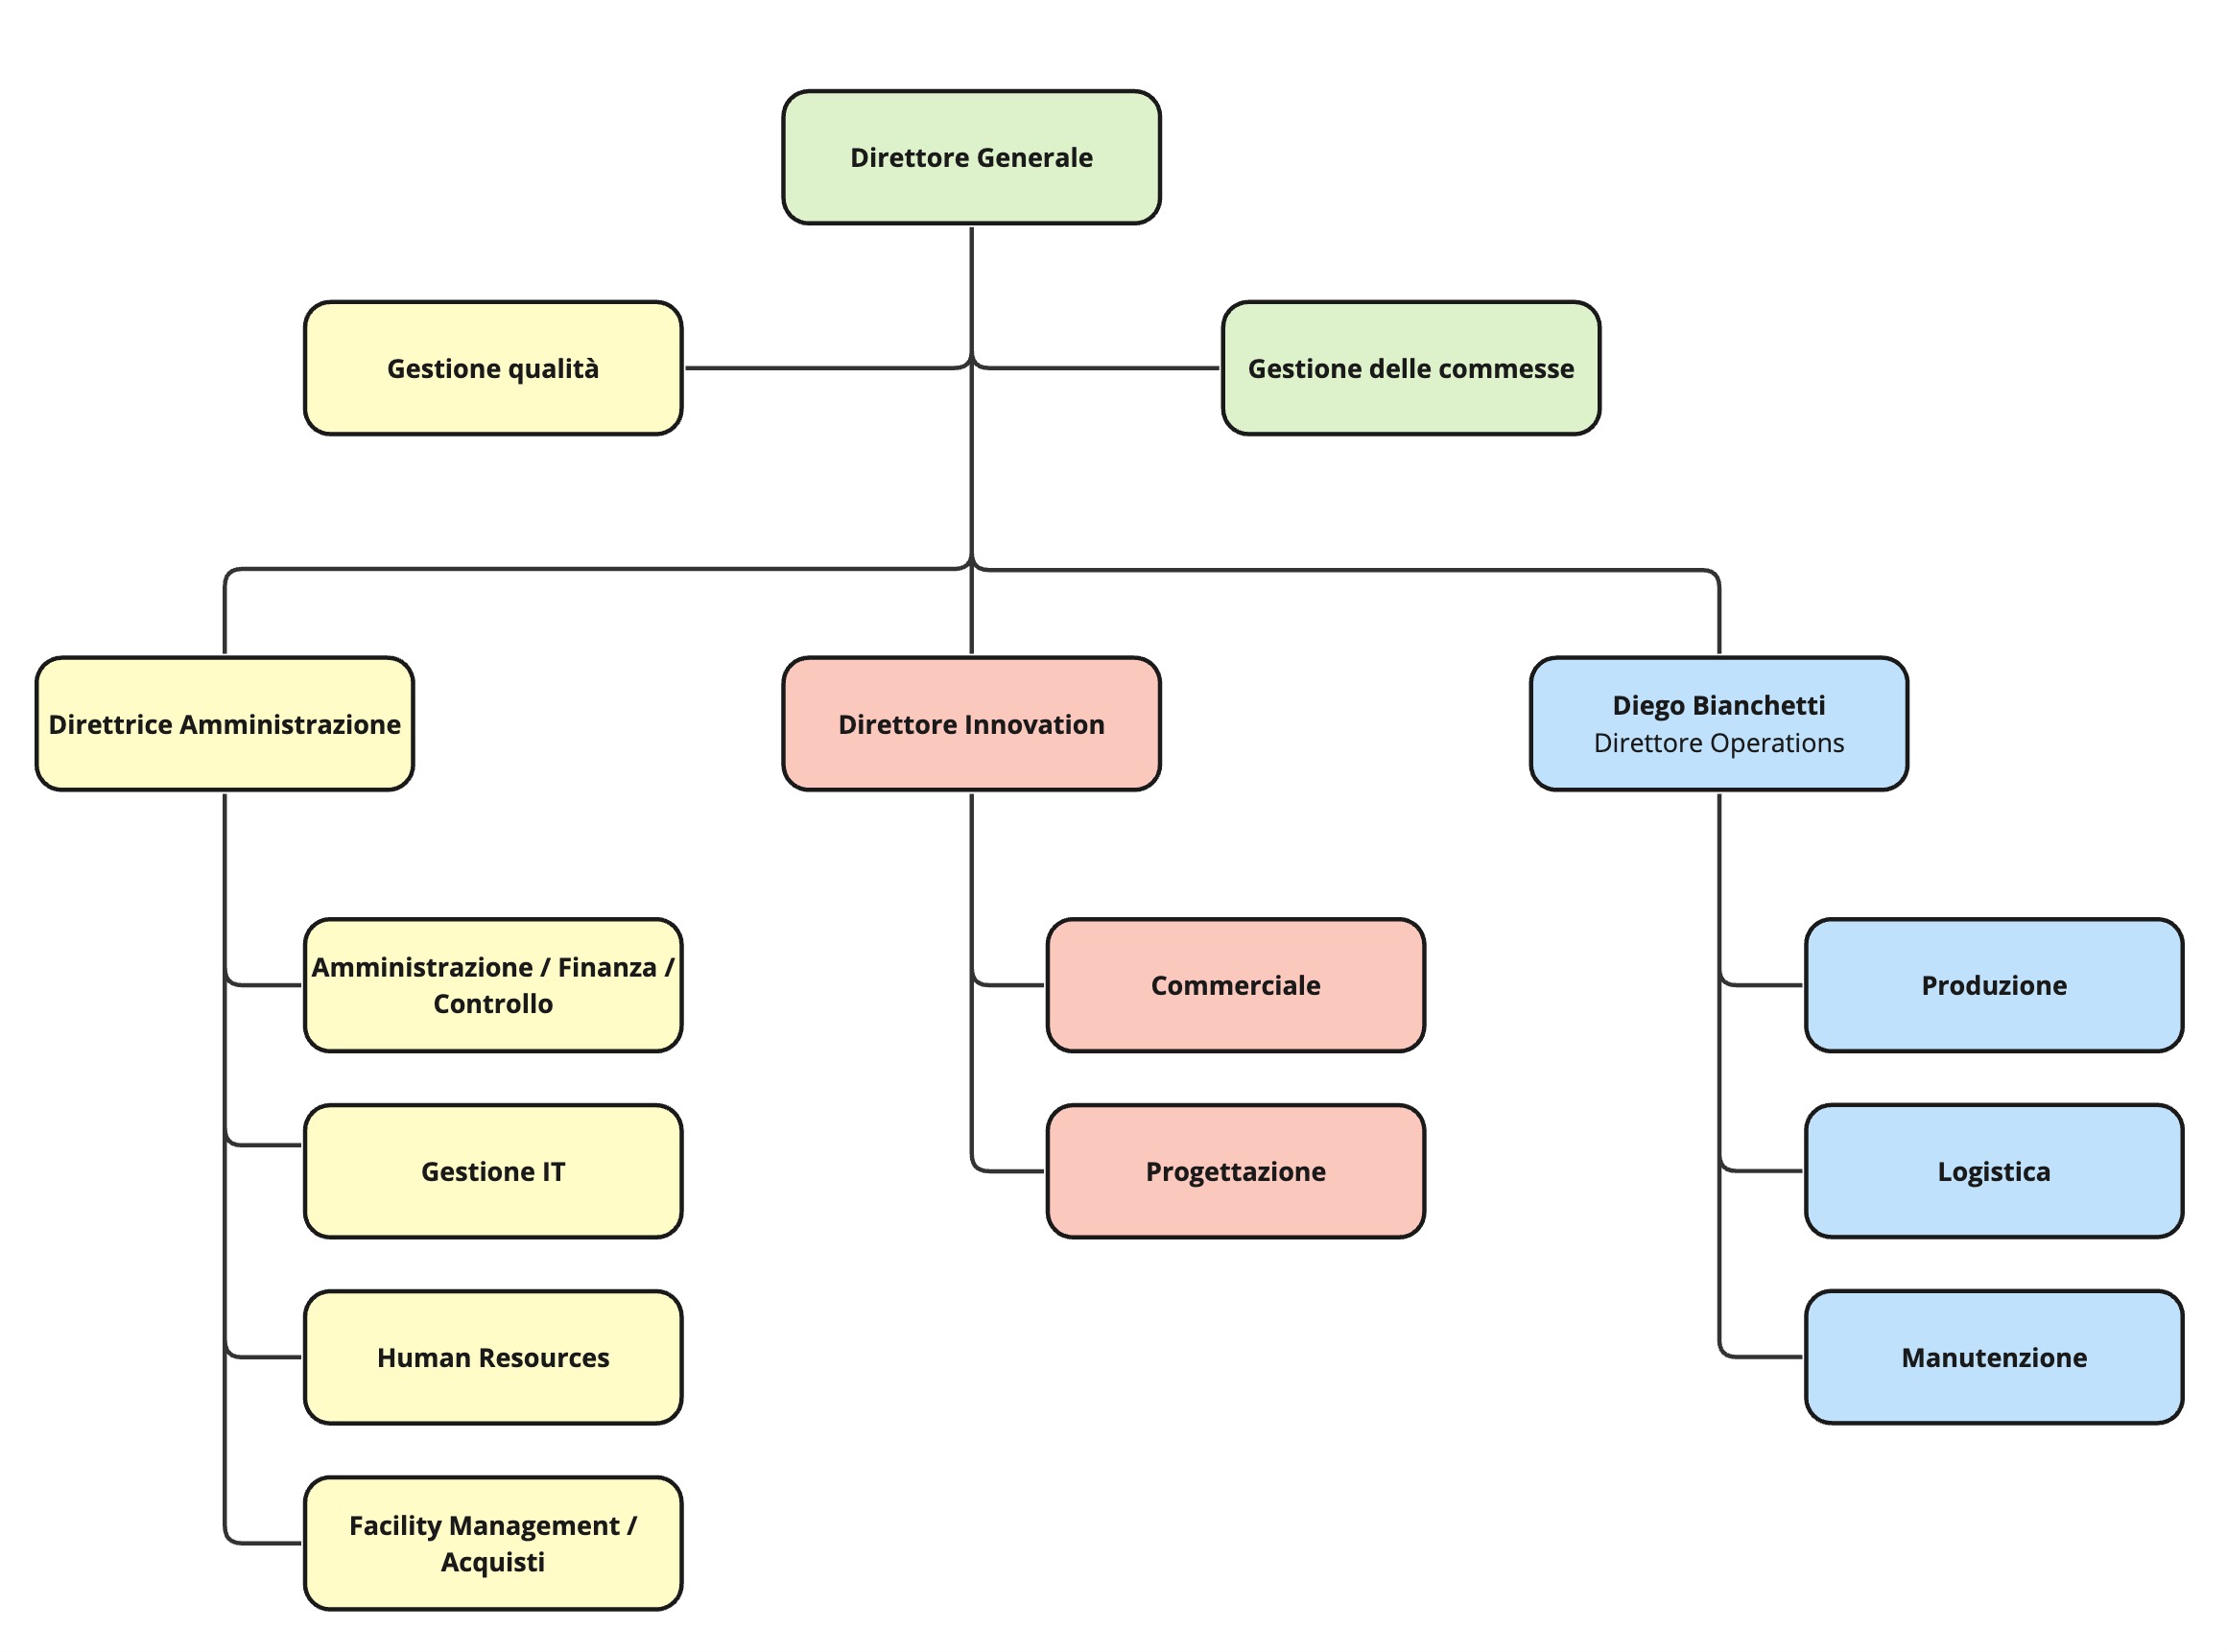 Direttore Generale
Gestione qualità
Gestione delle commesse
Direttrice Amministrazione
Direttore Innovation
Diego Bianchetti
Direttore Operations
Amministrazione / Finanza /
Controllo
Commerciale
Produzione
Gestione IT
Progettazione
Logistica
Human Resources
Manutenzione
Facility Management /
Acquisti